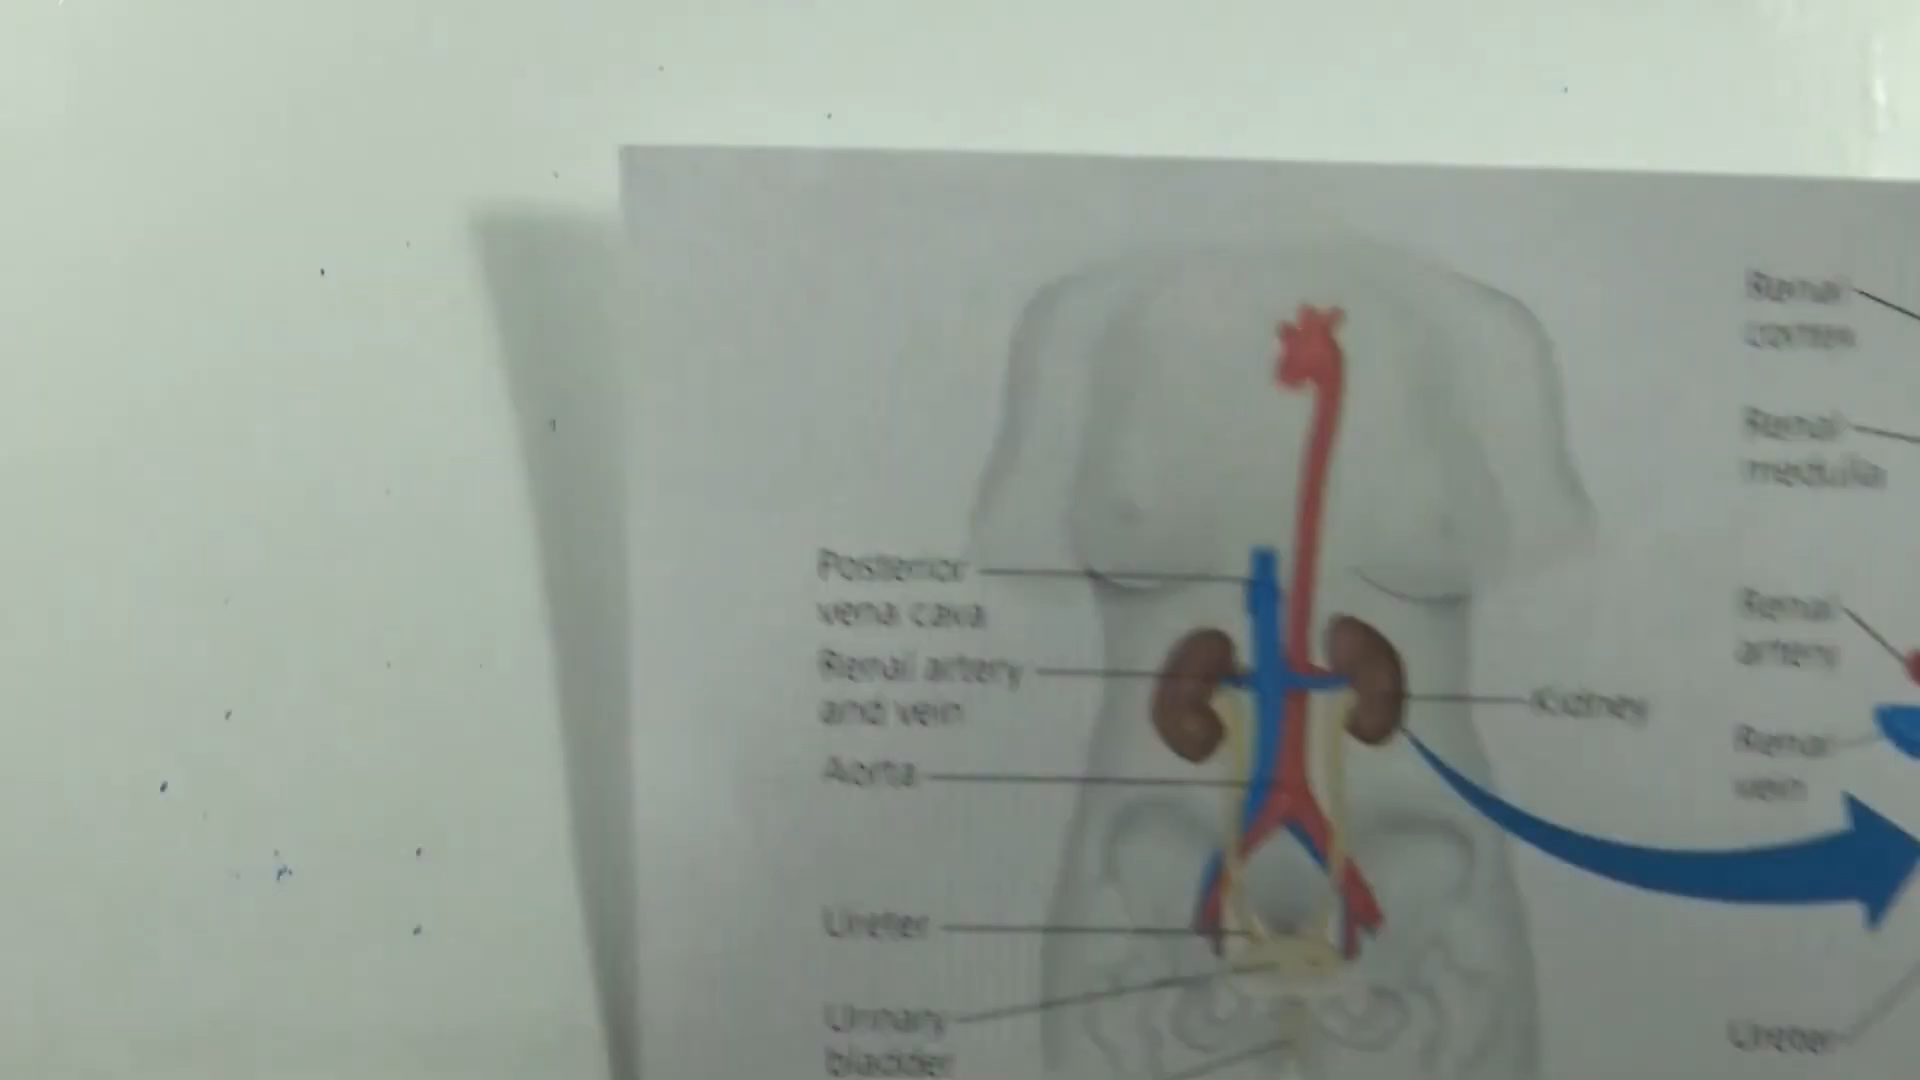 Posterior
vena cava
Renal artery
and vein
Aorta
Ureter
Urinary
bladder
Kidney
Renal
cortex
Renal
medulla
Renal
artery
Renal
vein
Ureter